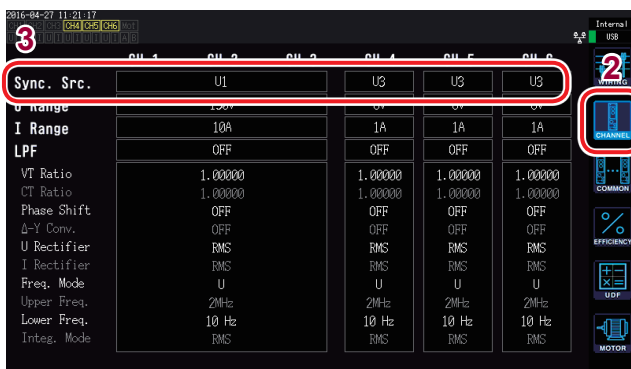 2016-04-27 11:21:17
CH4 CH5 CH6 Mot
Internal
USB
3
2
WIRING
Sync. Src. U1 U3 U3 U3
U Range
I Range 10A 1A 1A 1A
CHANNEL
LPF OFF OFF OFF OFF
VT Ratio 1.00000 1.00000 1.00000 1.00000
CT Ratio 1.00000 1.00000 1.00000 1.00000
COMMON
Phase Shift OFF OFF OFF OFF
Δ-Y Conv. OFF OFF OFF OFF
U Rectifier RMS RMS RMS RMS
EFFICIENCY
I Rectifier RMS RMS RMS RMS
Freq. Mode U U U U
Upper Freq. 2MHz 2MHz 2MHz 2MHz
UDF
Lower Freq. 10 Hz 10 Hz 10 Hz 10 Hz
Integ. Mode RMS RMS RMS RMS
MOTOR